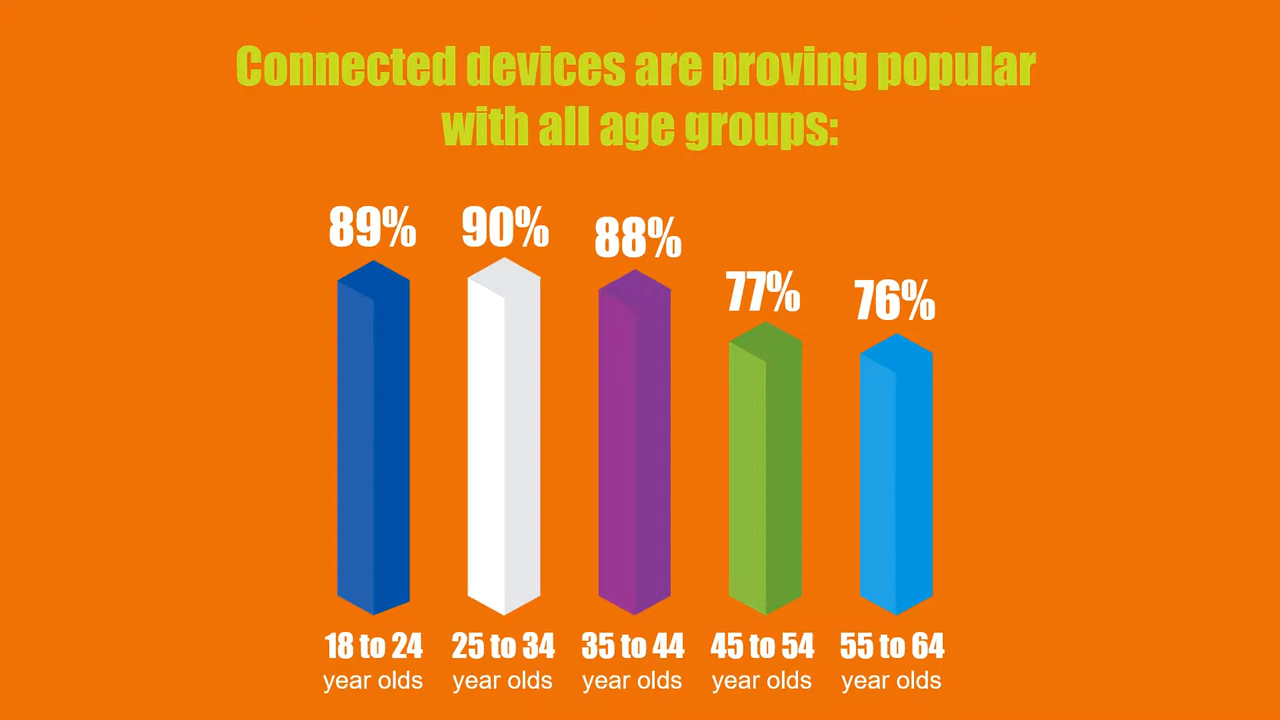 Connected devices are proving popular
with all age groups:
89% 90% 88% 77% 76%
18 to 24 25 to 34 35 to 44 45 to 54 55 to 64
year olds year olds year olds year olds year olds